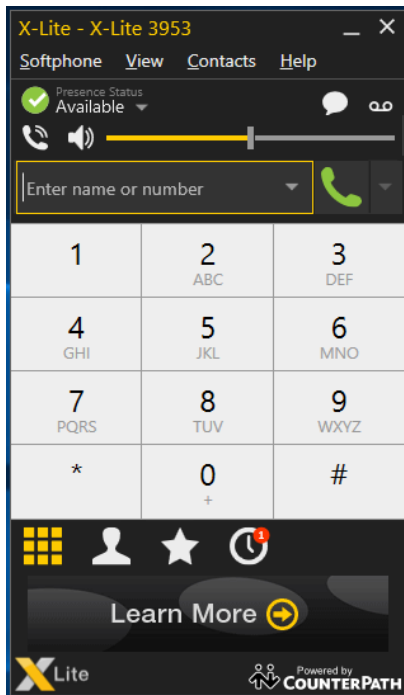 X-Lite - X-Lite 3953
Softphone View Contacts Help
Presence Status
Available
Enter name or number
1 2 3
ABC DEF
4 5 6
GHI JKL MNO
7 8 9
PQRS TUV WXYZ
* 0 #
+
1
Learn More
X Lite
Powered by
COUNTERPATH